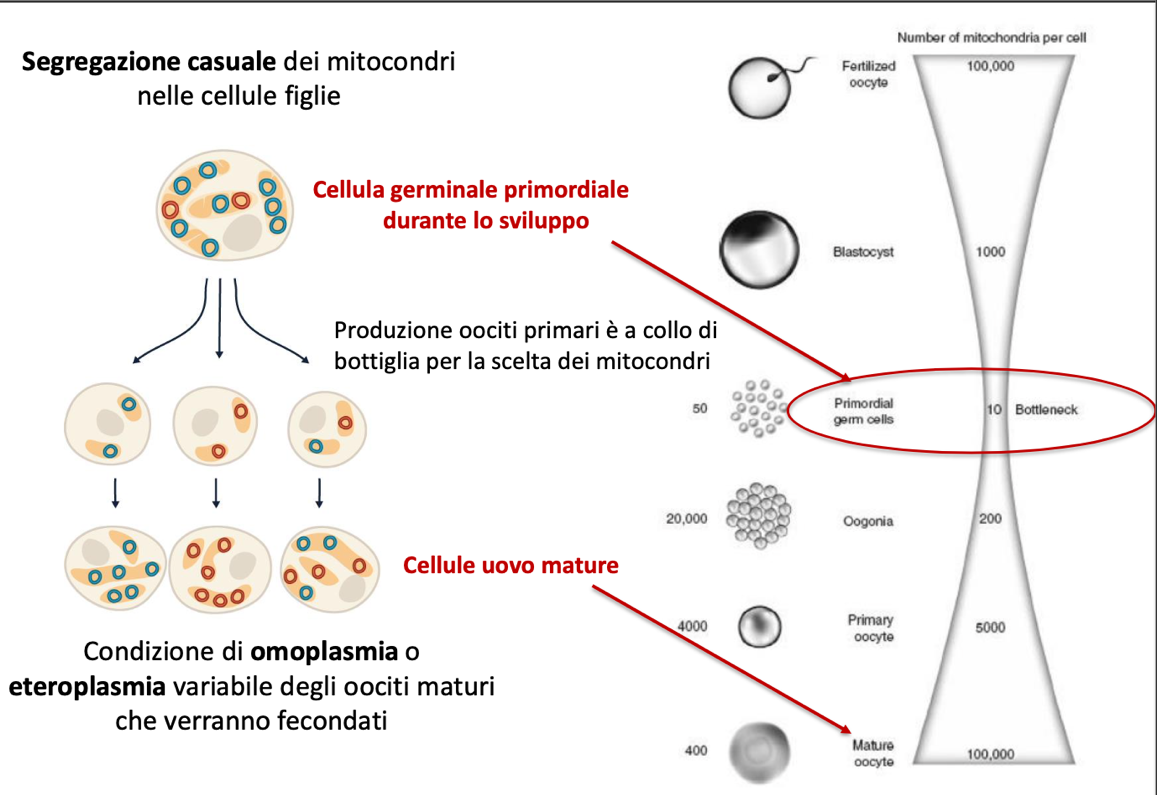 Segregazione casuale dei mitocondri
nelle cellule figlie
Cellula germinale primordiale
durante lo sviluppo
Produzione oociti primari è a collo di
bottiglia per la scelta dei mitocondri
Cellule uovo mature
Condizione di omoplasmia o
eteroplasmia variabile degli oociti maturi
che verranno fecondati
Number of mitochondria per cell
Fertilized
oocyte
100,000
Blastocyst
1000
50
Primordial
germ cells
10
Bottleneck
20,000
Oogonia
200
4000
Primary
oocyte
5000
400
Mature
oocyte
100,000